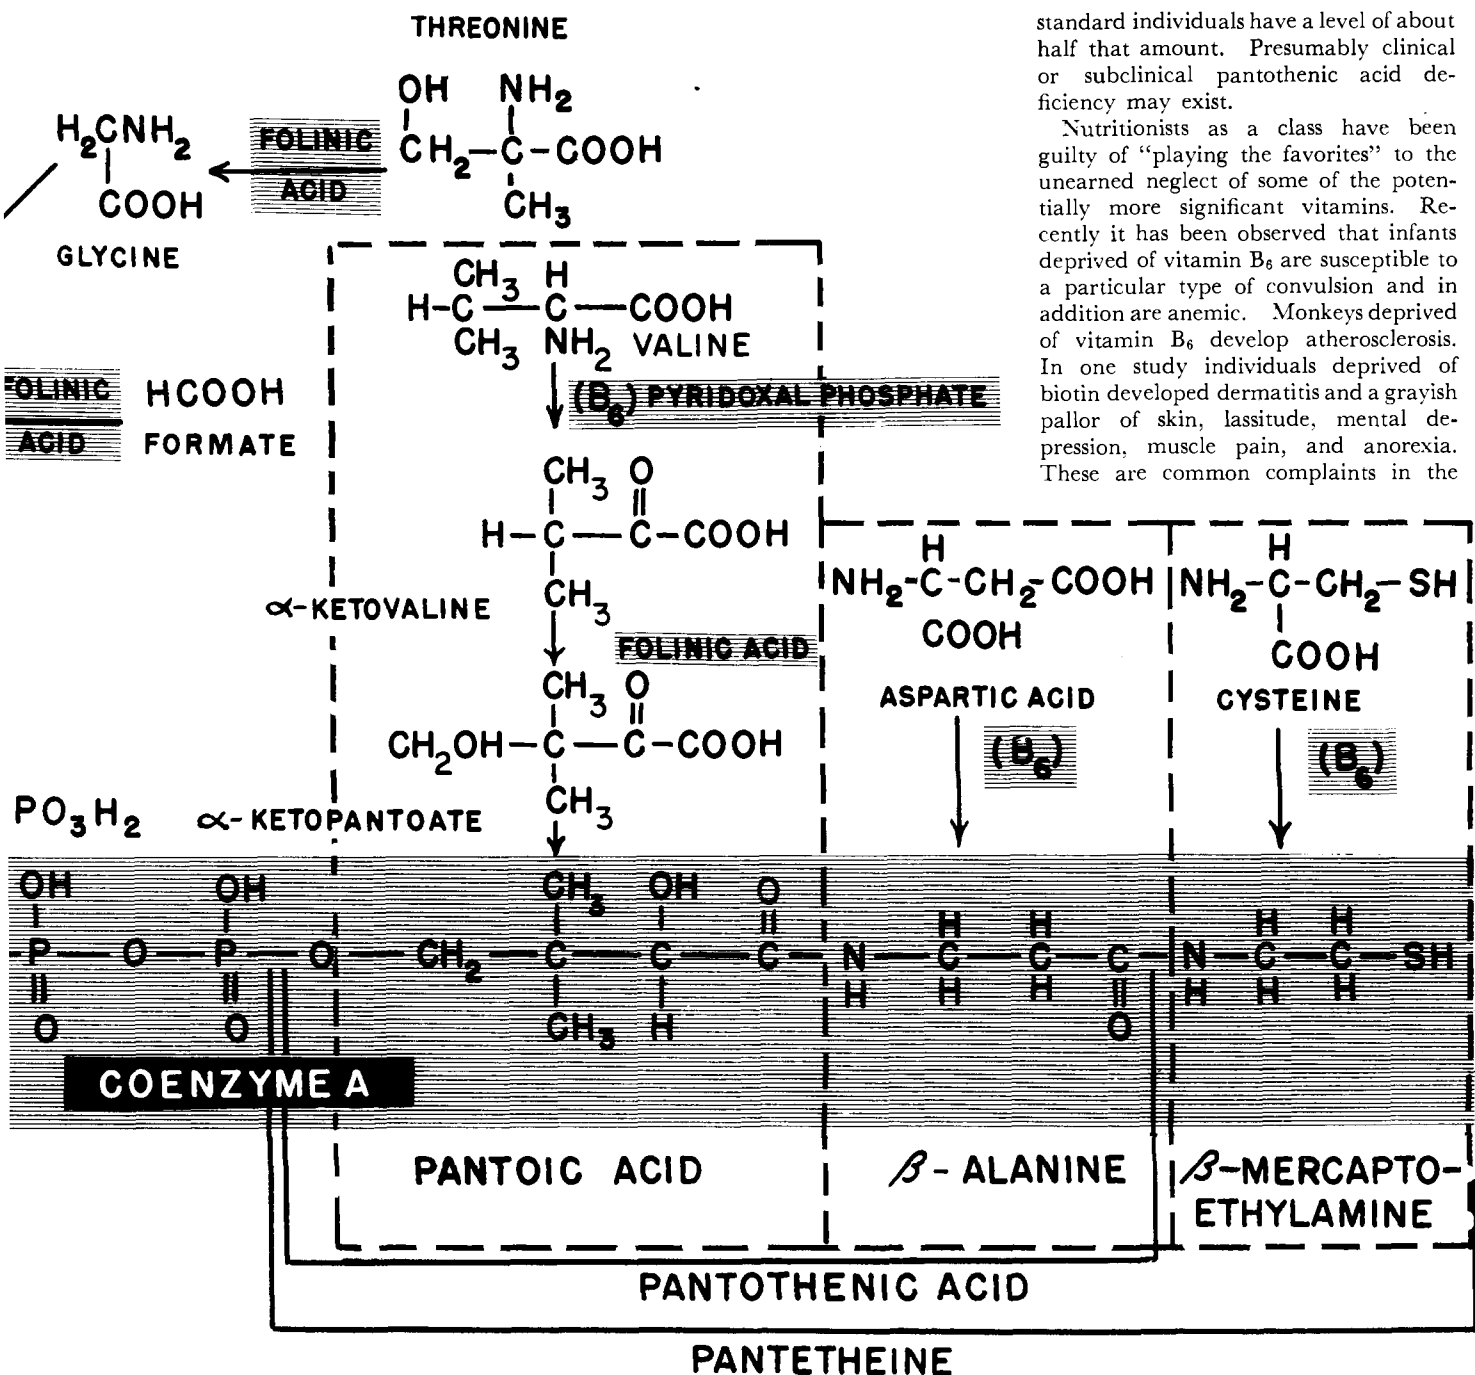 standard individuals have a level of about
half that amount. Presumably clinical
or subclinical pantothenic acid de-
ficiency may exist.
Nutritionists as a class have been
guilty of “playing the favorites” to the
unearned neglect of some of the poten-
tially more significant vitamins. Re-
cently it has been observed that infants
deprived of vitamin B₆ are susceptible to
a particular type of convulsion and in
addition are anemic. Monkeys deprived
of vitamin B₆ develop atherosclerosis.
In one study individuals deprived of
biotin developed dermatitis and a grayish
pallor of skin, lassitude, mental de-
pression, muscle pain, and anorexia.
These are common complaints in the
THREONINE
OH NH₂
CH₂—C—COOH
CH₃
FOLINIC
ACID
H₂CNH₂
COOH
GLYCINE
CH₃ H
H—C—C—COOH
CH₃ NH₂ VALINE
FOLINIC HCOOH
ACID FORMATE
(B₆) PYRIDOXAL PHOSPHATE
CH₃ O
H—C—C—COOH
CH₃
α-KETOVALINE
FOLINIC ACID
CH₃ O
CH₂OH—C—C—COOH
CH₃
α-KETOPANTOATE
H
NH₂-C-CH₂-COOH
COOH
ASPARTIC ACID
(B₆)
H
NH₂-C-CH₂-SH
COOH
CYSTEINE
(B₆)
PO₃H₂
OH OH CH₃ OH O H H H H
—P—O—P—O—CH₂—C—C—C—N—C—C—C—N—C—C—SH
O O CH₃ H H H H O H H H
COENZYME A
PANTOIC ACID
β-ALANINE
β-MERCAPTO-
ETHYLAMINE
PANTOTHENIC ACID
PANTETHEINE